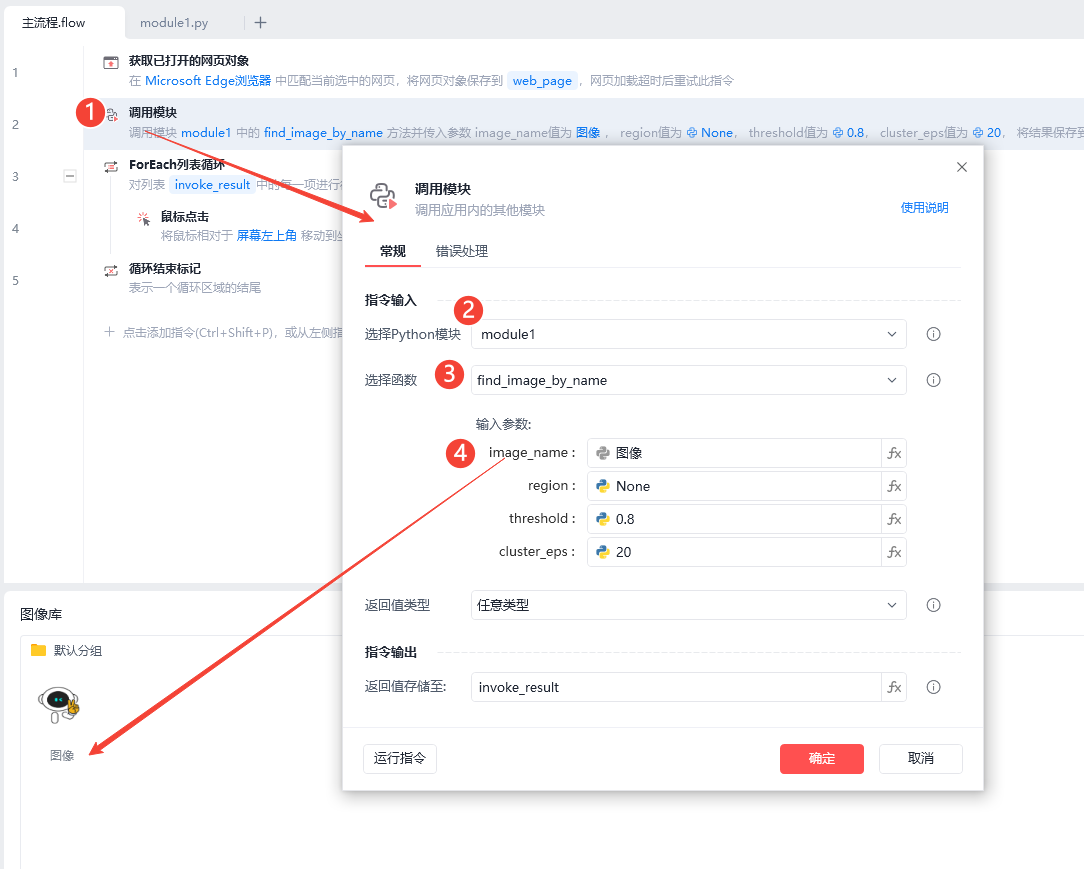 主流程.flow
module1.py
1
获取已打开的网页对象
在 Microsoft Edge浏览器 中匹配当前选中的网页，将网页对象保存到 web_page ，网页加载超时后重试此指令
2
1
调用模块
调用模块 module1 中的 find_image_by_name 方法并传入参数 image_name值为 图像 ， region值为 None， threshold值为 0.8， cluster_eps值为 20， 将结果保存到
3
ForEach列表循环
对列表 invoke_result 中的每一项进行
4
鼠标点击
将鼠标相对于 屏幕左上角 移动到
5
循环结束标记
表示一个循环区域的结尾
点击添加指令(Ctrl+Shift+P)，或从左侧指
调用模块
调用应用内的其他模块
使用说明
常规
错误处理
指令输入
2
选择Python模块
module1
3
选择函数
find_image_by_name
输入参数:
4
image_name :
图像
fx
region :
None
fx
threshold :
0.8
fx
cluster_eps :
20
fx
返回值类型
任意类型
指令输出
返回值存储至:
invoke_result
fx
运行指令
确定
取消
图像库
默认分组
图像